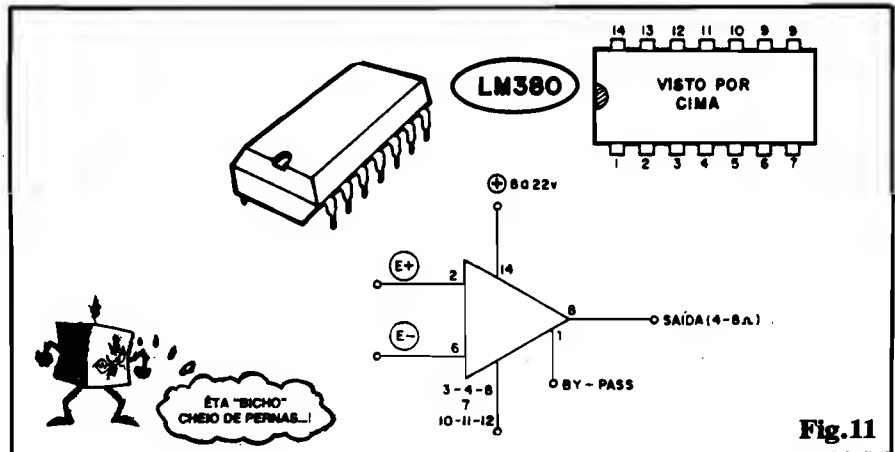 14 13 12 11 10 9 9
LM380
VISTO POR
CIMA
1 2 3 4 5 6 7
+ 8 a 22v
E+
2
14
8
SAÍDA (4-8Ω)
1
E-
6
BY-PASS
3-4-8
7
10-11-12
ÊTA "BICHO"
CHEIO DE PERNAS...!
Fig.11